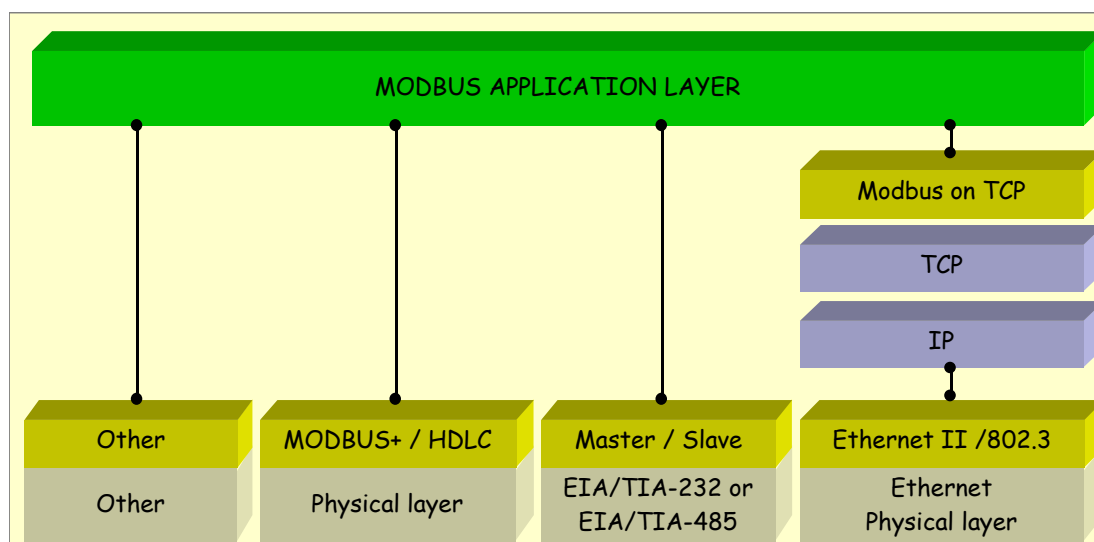 MODBUS APPLICATION LAYER
Modbus on TCP
TCP
IP
Other
MODBUS+ / HDLC
Master / Slave
Ethernet II /802.3
Other
Physical layer
EIA/TIA-232 or
EIA/TIA-485
Ethernet
Physical layer